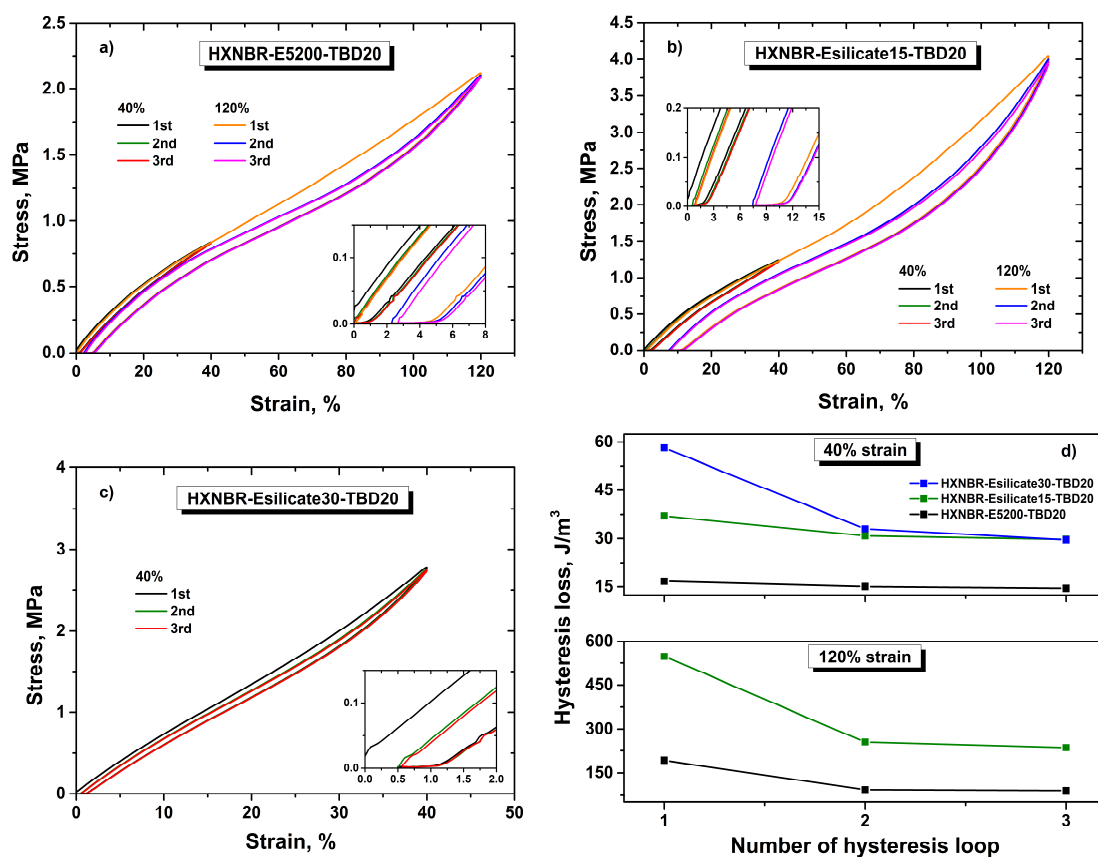 a)
HXNBR-E5200-TBD20
40% 120%
1st 1st
2nd 2nd
3rd 3rd
2.5
2.0
1.5
1.0
0.5
0.0
Stress, MPa
0.1
0.0
0 2 4 6 8
0 20 40 60 80 100 120
Strain, %
b)
HXNBR-Esilicate15-TBD20
4.5
4.0
3.5
3.0
2.5
2.0
1.5
1.0
0.5
0.0
Stress, MPa
0.2
0.1
0.0
0 3 6 9 12 15
40% 120%
1st 1st
2nd 2nd
3rd 3rd
0 20 40 60 80 100 120
Strain, %
c)
HXNBR-Esilicate30-TBD20
4
3
2
1
0
Stress, MPa
40%
1st
2nd
3rd
0.1
0.0
0.0 0.5 1.0 1.5 2.0
0 10 20 30 40 50
Strain, %
d)
40% strain
HXNBR-Esilicate30-TBD20
HXNBR-Esilicate15-TBD20
HXNBR-E5200-TBD20
60
45
30
15
Hysteresis loss, J/m³
120% strain
600
450
300
150
1 2 3
Number of hysteresis loop